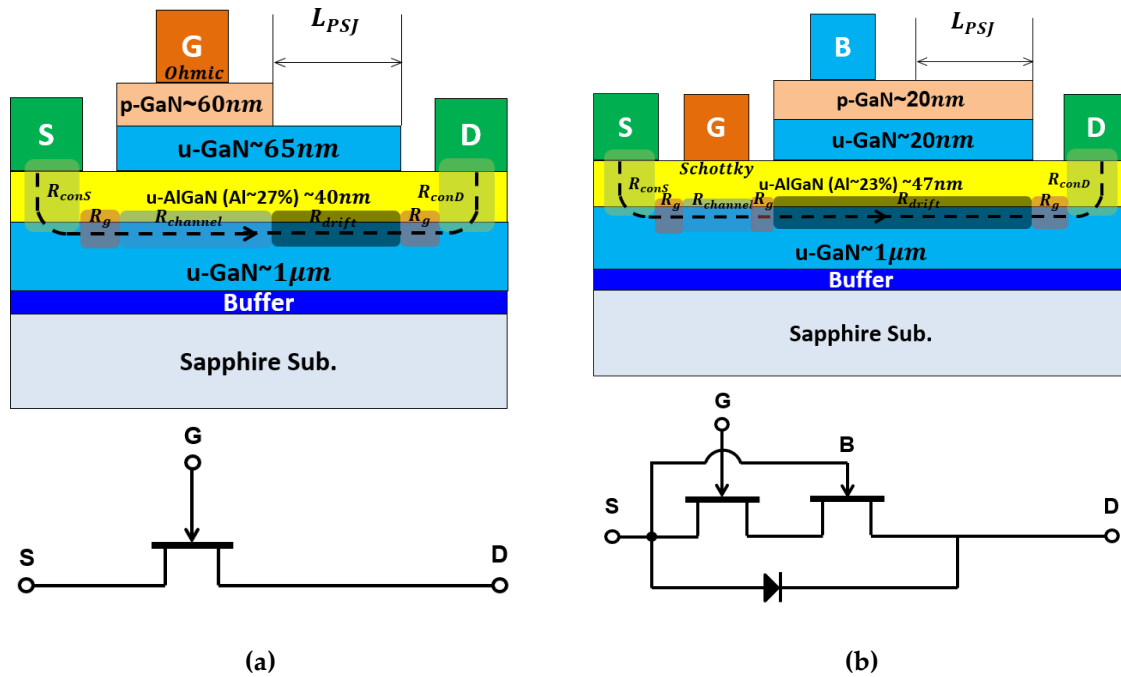 G
Ohmic
L_PSJ
p-GaN~60nm
S
D
u-GaN~65nm
R_conS
u-AlGaN (Al~27%) ~40nm
R_conD
R_g
R_channel
R_drift
R_g
u-GaN~1μm
Buffer
Sapphire Sub.
G
S
D
(a)
B
L_PSJ
p-GaN~20nm
S
G
D
u-GaN~20nm
Schottky
R_conS
u-AlGaN (Al~23%) ~47nm
R_conD
R_g
R_channel
R_g
R_drift
R_g
u-GaN~1μm
Buffer
Sapphire Sub.
G
B
S
D
(b)